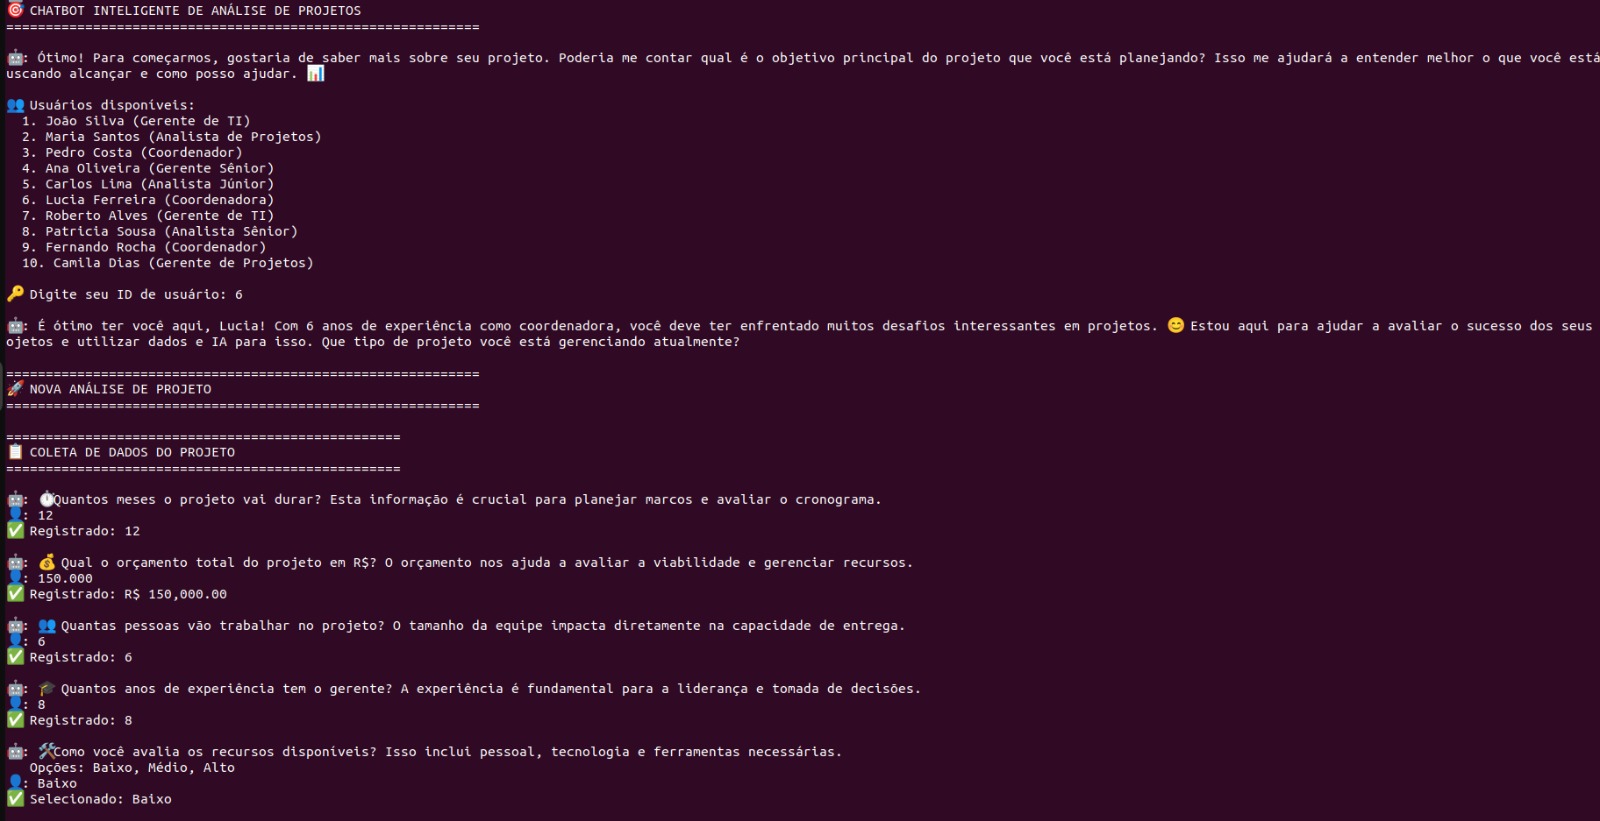 🎯 CHATBOT INTELIGENTE DE ANÁLISE DE PROJETOS
============================================================
🤖: Ótimo! Para começarmos, gostaria de saber mais sobre seu projeto. Poderia me contar qual é o objetivo principal do projeto que você está planejando? Isso me ajudará a entender melhor o que você está
uscando alcançar e como posso ajudar. 📊
👥 Usuários disponíveis:
1. João Silva (Gerente de TI)
2. Maria Santos (Analista de Projetos)
3. Pedro Costa (Coordenador)
4. Ana Oliveira (Gerente Sênior)
5. Carlos Lima (Analista Júnior)
6. Lucia Ferreira (Coordenadora)
7. Roberto Alves (Gerente de TI)
8. Patricia Sousa (Analista Sênior)
9. Fernando Rocha (Coordenador)
10. Camila Dias (Gerente de Projetos)
🔑 Digite seu ID de usuário: 6
🤖: É ótimo ter você aqui, Lucia! Com 6 anos de experiência como coordenadora, você deve ter enfrentado muitos desafios interessantes em projetos. 😊 Estou aqui para ajudar a avaliar o sucesso dos seus
ojetos e utilizar dados e IA para isso. Que tipo de projeto você está gerenciando atualmente?
============================================================
🚀 NOVA ANÁLISE DE PROJETO
============================================================
==================================================
📋 COLETA DE DADOS DO PROJETO
==================================================
🤖: ⏱️Quantos meses o projeto vai durar? Esta informação é crucial para planejar marcos e avaliar o cronograma.
👤: 12
✅ Registrado: 12
🤖: 💰 Qual o orçamento total do projeto em R$? O orçamento nos ajuda a avaliar a viabilidade e gerenciar recursos.
👤: 150.000
✅ Registrado: R$ 150,000.00
🤖: 👥 Quantas pessoas vão trabalhar no projeto? O tamanho da equipe impacta diretamente na capacidade de entrega.
👤: 6
✅ Registrado: 6
🤖: 🎓 Quantos anos de experiência tem o gerente? A experiência é fundamental para a liderança e tomada de decisões.
👤: 8
✅ Registrado: 8
🤖: 🛠️Como você avalia os recursos disponíveis? Isso inclui pessoal, tecnologia e ferramentas necessárias.
Opções: Baixo, Médio, Alto
👤: Baixo
✅ Selecionado: Baixo